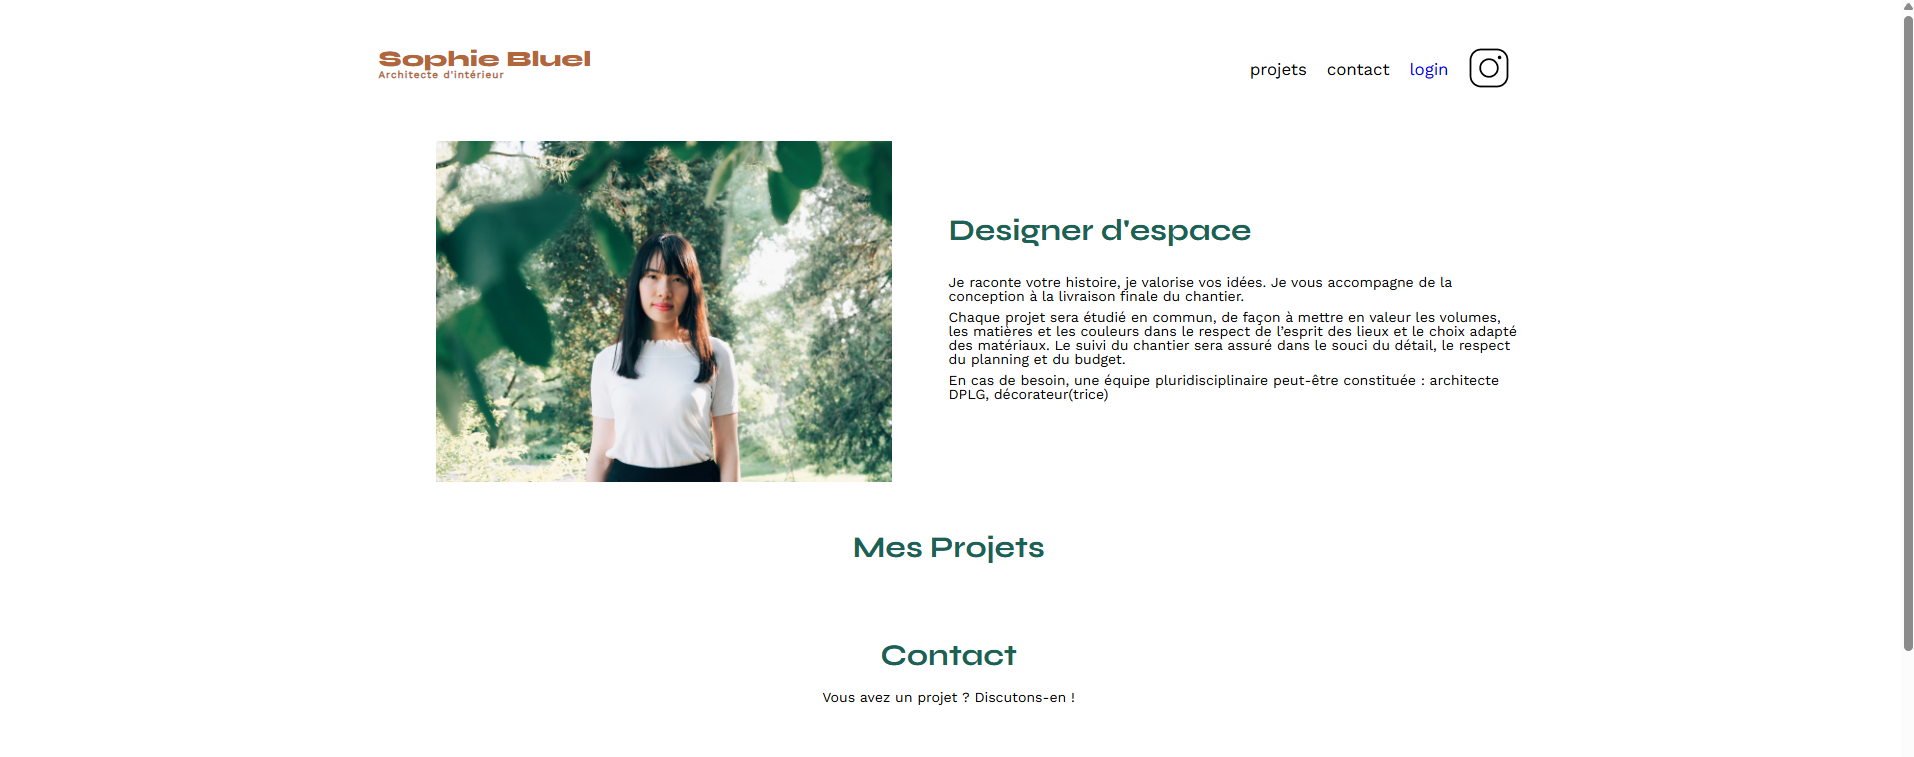 Sophie Bluel
Architecte d'intérieur
projets
contact
login
Designer d'espace
Je raconte votre histoire, je valorise vos idées. Je vous accompagne de la
conception à la livraison finale du chantier.
Chaque projet sera étudié en commun, de façon à mettre en valeur les volumes,
les matières et les couleurs dans le respect de l’esprit des lieux et le choix adapté
des matériaux. Le suivi du chantier sera assuré dans le souci du détail, le respect
du planning et du budget.
En cas de besoin, une équipe pluridisciplinaire peut-être constituée : architecte
DPLG, décorateur(trice)
Mes Projets
Contact
Vous avez un projet ? Discutons-en !